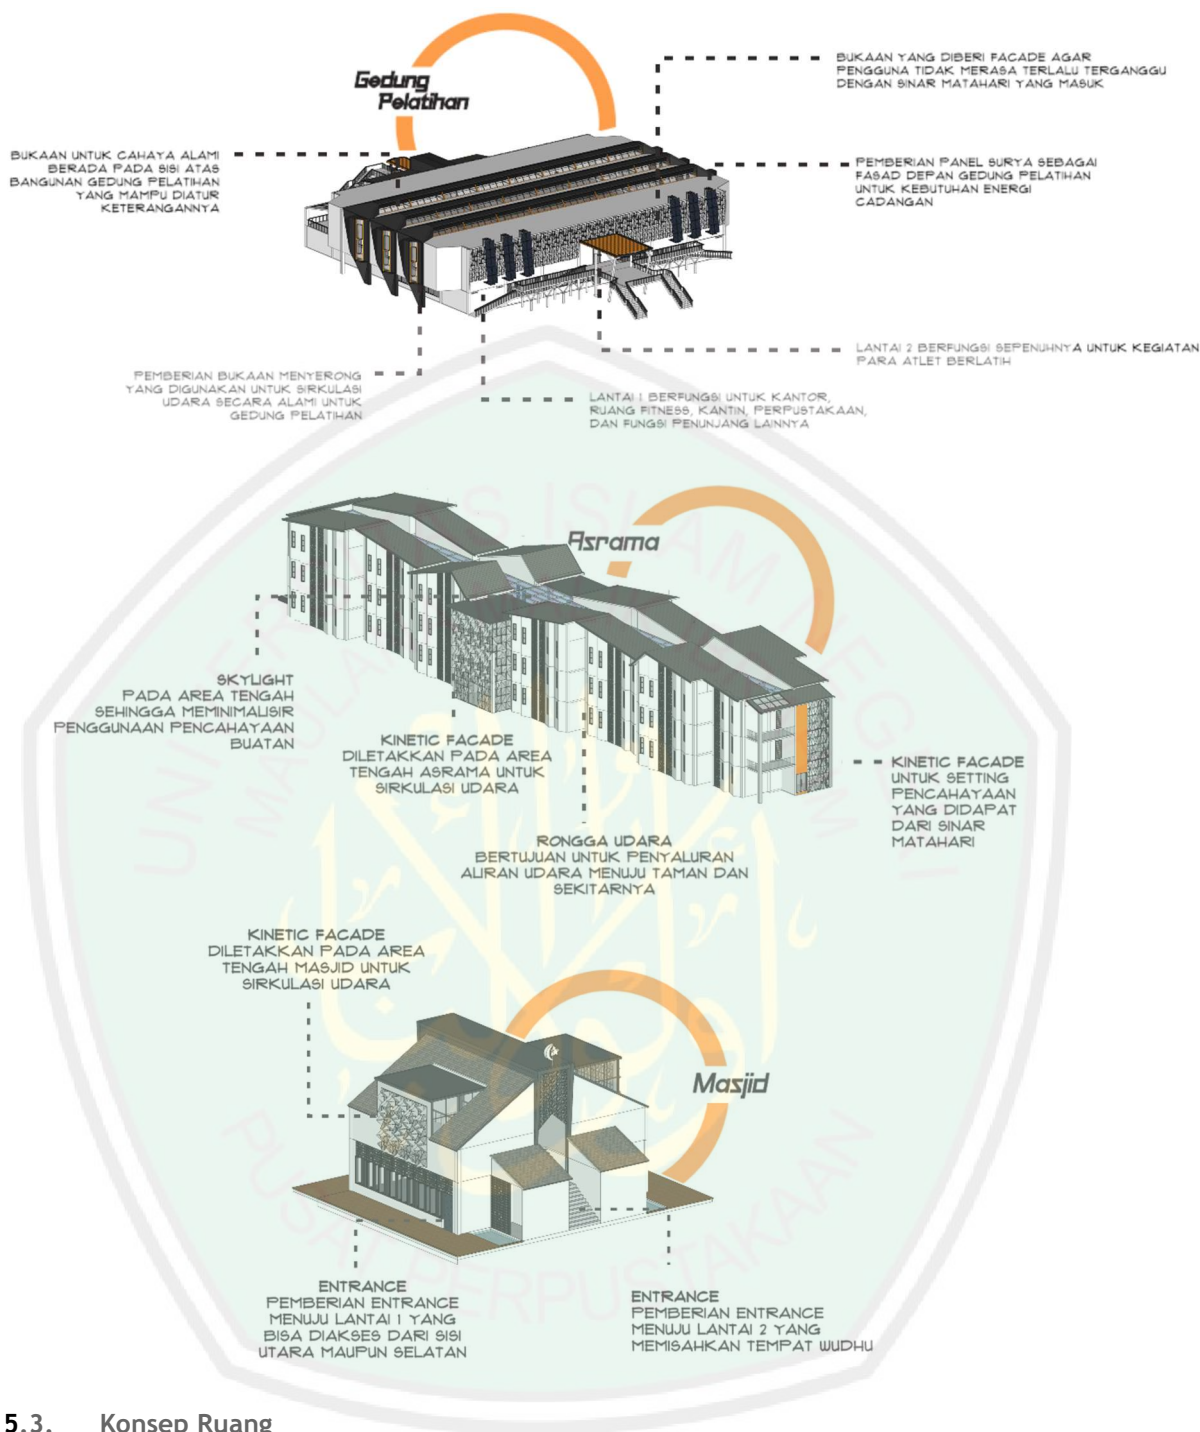 Gedung
Pelatihan
BUKAAN YANG DIBERI FACADE AGAR
PENGGUNA TIDAK MERASA TERLALU TERGANGGU
DENGAN SINAR MATAHARI YANG MASUK
BUKAAN UNTUK CAHAYA ALAMI
BERADA PADA SISI ATAS
BANGUNAN GEDUNG PELATIHAN
YANG MAMPU DIATUR
KETERANGANNYA
PEMBERIAN PANEL SURYA SEBAGAI
FASAD DEPAN GEDUNG PELATIHAN
UNTUK KEBUTUHAN ENERGI
CADANGAN
LANTAI 2 BERFUNGSI SEPENUHNYA UNTUK KEGIATAN
PARA ATLET BERLATIH
PEMBERIAN BUKAAN MENYERONG
YANG DIGUNAKAN UNTUK SIRKULASI
UDARA SECARA ALAMI UNTUK
GEDUNG PELATIHAN
LANTAI 1 BERFUNGSI UNTUK KANTOR,
RUANG FITNESS, KANTIN, PERPUSTAKAAN,
DAN FUNGSI PENUNJANG LAINNYA
Asrama
SKYLIGHT
PADA AREA TENGAH
SEHINGGA MEMINIMALISIR
PENGGUNAAN PENCAHAYAAN
BUATAN
KINETIC FACADE
DILETAKKAN PADA AREA
TENGAH ASRAMA UNTUK
SIRKULASI UDARA
KINETIC FACADE
UNTUK SETTING
PENCAHAYAAN
YANG DIDAPAT
DARI SINAR
MATAHARI
RONGGA UDARA
BERTUJUAN UNTUK PENYALURAN
ALIRAN UDARA MENUJU TAMAN DAN
SEKITARNYA
KINETIC FACADE
DILETAKKAN PADA AREA
TENGAH MASJID UNTUK
SIRKULASI UDARA
Masjid
ENTRANCE
PEMBERIAN ENTRANCE
MENUJU LANTAI 1 YANG
BISA DIAKSES DARI SISI
UTARA MAUPUN SELATAN
ENTRANCE
PEMBERIAN ENTRANCE
MENUJU LANTAI 2 YANG
MEMISAHKAN TEMPAT WUDHU
UNIVERSITAS ISLAM NEGERI
MAULANA MALIK IBRAHIM
PUSAT PERPUSTAKAAN
5.3. Konsep Ruang